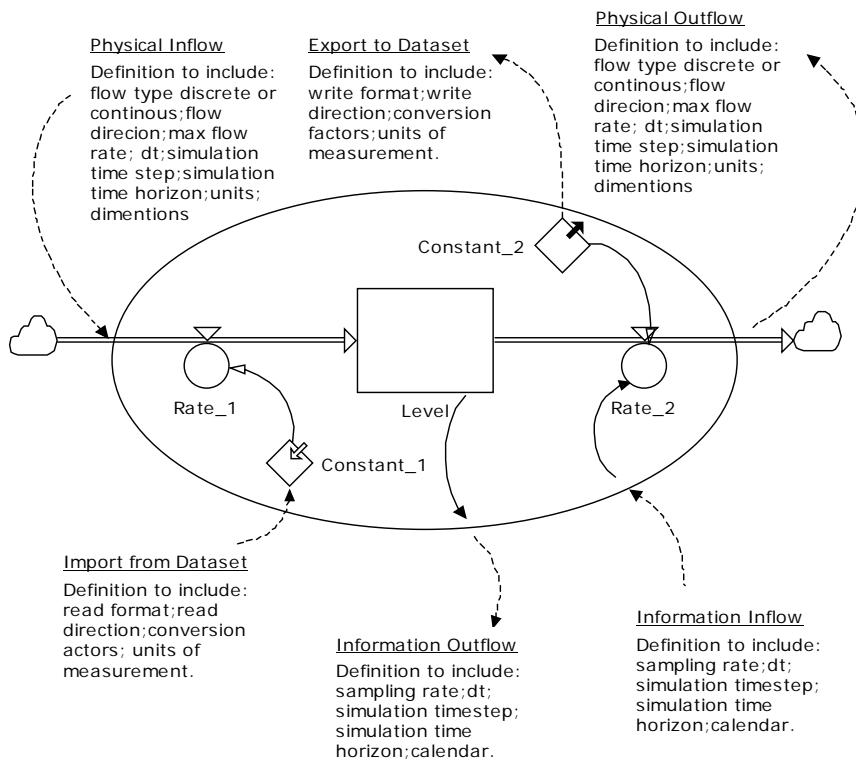 Physical Inflow
Definition to include:
flow type discrete or
continous;flow
direcion;max flow
rate; dt;simulation
time step;simulation
time horizon;units;
dimentions
Export to Dataset
Definition to include:
write format;write
direction;conversion
factors;units of
measurement.
Physical Outflow
Definition to include:
flow type discrete or
continous;flow
direcion;max flow
rate; dt;simulation
time step;simulation
time horizon;units;
dimentions
Constant_2
Rate_1
Level
Rate_2
Constant_1
Import from Dataset
Definition to include:
read format;read
direction;conversion
actors; units of
measurement.
Information Outflow
Definition to include:
sampling rate;dt;
simulation timestep;
simulation time
horizon;calendar.
Information Inflow
Definition to include:
sampling rate;dt;
simulation timestep;
simulation time
horizon;calendar.